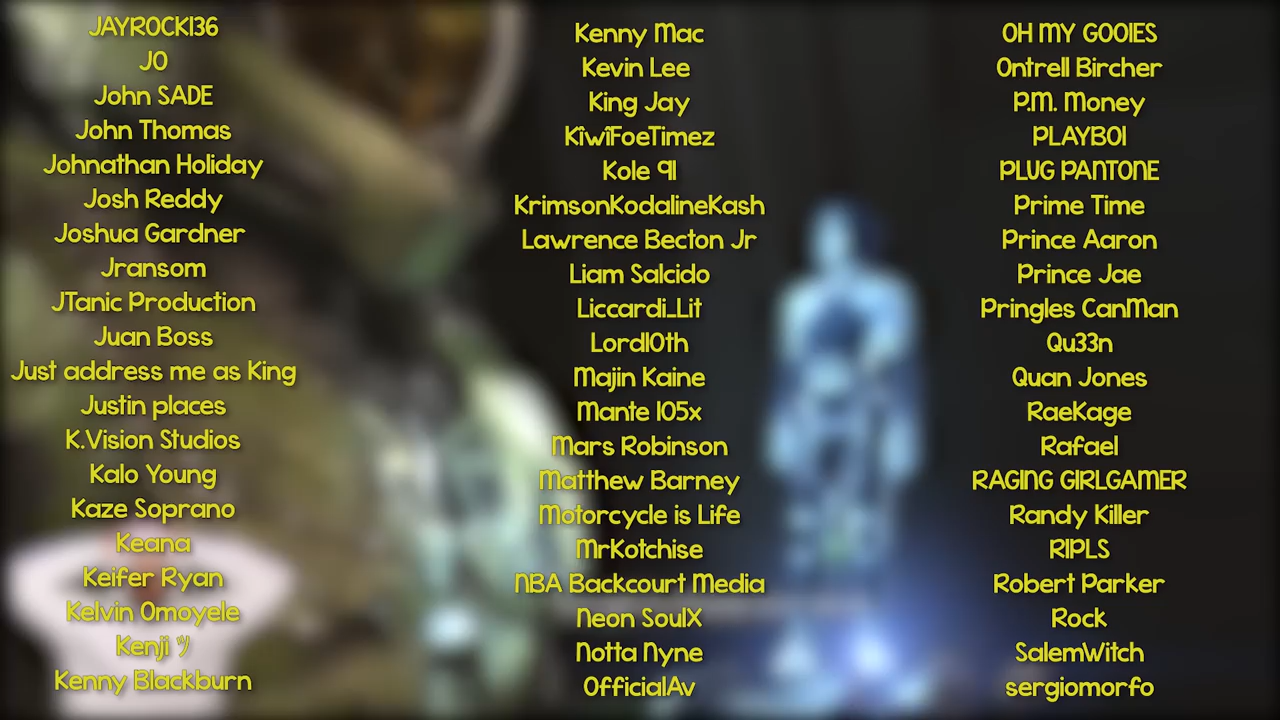 JAYROCK136
JO
John SADE
John Thomas
Johnathan Holiday
Josh Reddy
Joshua Gardner
Jransom
JTanic Production
Juan Boss
Just address me as King
Justin places
K.Vision Studios
Kalo Young
Kaze Soprano
Keana
Keifer Ryan
Kelvin Omoyele
Kenji ツ
Kenny Blackburn
Kenny Mac
Kevin Lee
King Jay
KiwiFoeTimez
Kole 91
KrimsonKodalineKash
Lawrence Becton Jr
Liam Salcido
Liccardi_Lit
Lord10th
Majin Kaine
Mante 105x
Mars Robinson
Matthew Barney
Motorcycle is Life
MrKotchise
NBA Backcourt Media
Neon SoulX
Notta Nyne
OfficialAv
OH MY GOOIES
Ontrell Bircher
P.M. Money
PLAYBOI
PLUG PANTONE
Prime Time
Prince Aaron
Prince Jae
Pringles CanMan
Qu33n
Quan Jones
RaeKage
Rafael
RAGING GIRLGAMER
Randy Killer
RIPLS
Robert Parker
Rock
SalemWitch
sergiomorfo